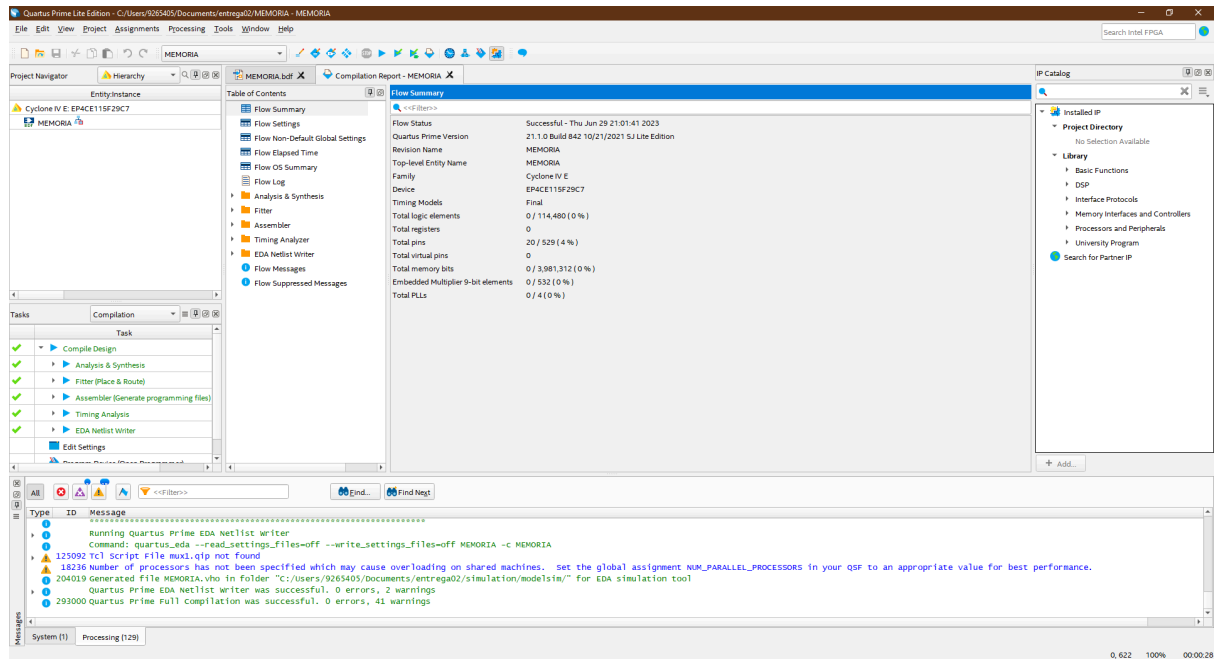 Quartus Prime Lite Edition - C:/Users/9265405/Documents/entrega02/MEMORIA - MEMORIA
File Edit View Project Assignments Processing Tools Window Help
Search Intel FPGA
MEMORIA
Project Navigator
Hierarchy
Entity:Instance
Cyclone IV E: EP4CE115F29C7
MEMORIA
Tasks
Compilation
Task
Compile Design
Analysis & Synthesis
Fitter (Place & Route)
Assembler (Generate programming files)
Timing Analysis
EDA Netlist Writer
Edit Settings
Program Device (Open Programmer)
MEMORIA.bdf
Compilation Report - MEMORIA
Table of Contents
Flow Summary
Flow Settings
Flow Non-Default Global Settings
Flow Elapsed Time
Flow OS Summary
Flow Log
Analysis & Synthesis
Fitter
Assembler
Timing Analyzer
EDA Netlist Writer
Flow Messages
Flow Suppressed Messages
Flow Summary
<<Filter>>
Flow Status Successful - Thu Jun 29 21:01:41 2023
Quartus Prime Version 21.1.0 Build 842 10/21/2021 SJ Lite Edition
Revision Name MEMORIA
Top-level Entity Name MEMORIA
Family Cyclone IV E
Device EP4CE115F29C7
Timing Models Final
Total logic elements 0 / 114,480 ( 0 % )
Total registers 0
Total pins 20 / 529 ( 4 % )
Total virtual pins 0
Total memory bits 0 / 3,981,312 ( 0 % )
Embedded Multiplier 9-bit elements 0 / 532 ( 0 % )
Total PLLs 0 / 4 ( 0 % )
IP Catalog
Installed IP
Project Directory
No Selection Available
Library
Basic Functions
DSP
Interface Protocols
Memory Interfaces and Controllers
Processors and Peripherals
University Program
Search for Partner IP
+ Add...
All
<<Filter>>
Find...
Find Next
Type ID Message
*******************************************************************
Running Quartus Prime EDA Netlist Writer
Command: quartus_eda --read_settings_files=off --write_settings_files=off MEMORIA -c MEMORIA
125092 Tcl Script File mux1.qip not found
18236 Number of processors has not been specified which may cause overloading on shared machines. Set the global assignment NUM_PARALLEL_PROCESSORS in your QSF to an appropriate value for best performance.
204019 Generated file MEMORIA.vho in folder "C:/Users/9265405/Documents/entrega02/simulation/modelsim/" for EDA simulation tool
Quartus Prime EDA Netlist Writer was successful. 0 errors, 2 warnings
293000 Quartus Prime Full Compilation was successful. 0 errors, 41 warnings
Messages
System (1)
Processing (129)
0, 622 100% 00:00:28